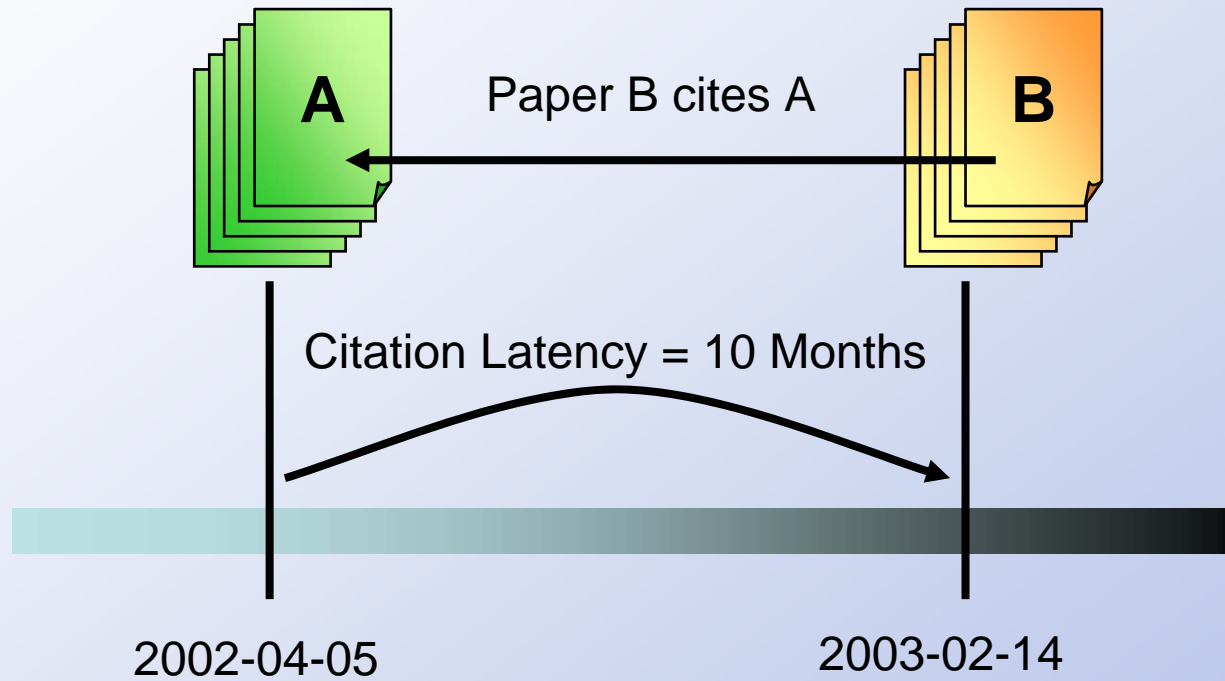 A
Paper B cites A
B
Citation Latency = 10 Months
2002-04-05
2003-02-14